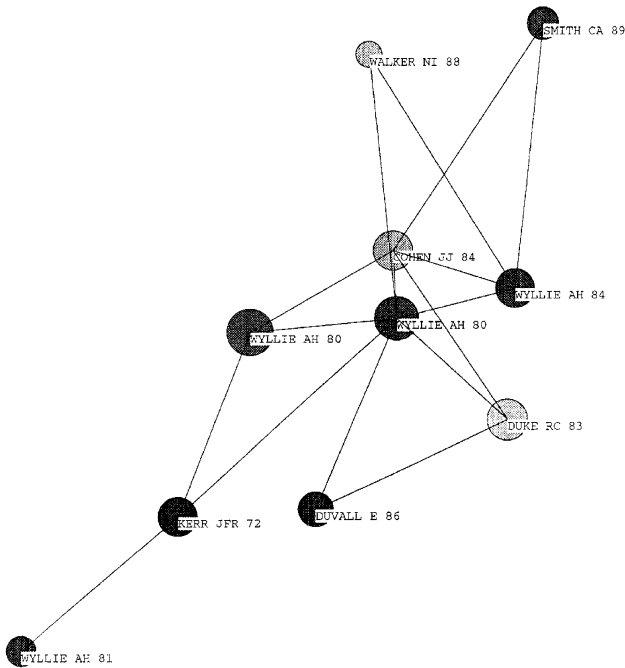 SMITH CA 89
WALKER NI 88
COHEN JJ 84
WYLLIE AH 84
WYLLIE AH 80
WYLLIE AH 80
DUKE RC 83
DUVALL E 86
KERR JFR 72
WYLLIE AH 81